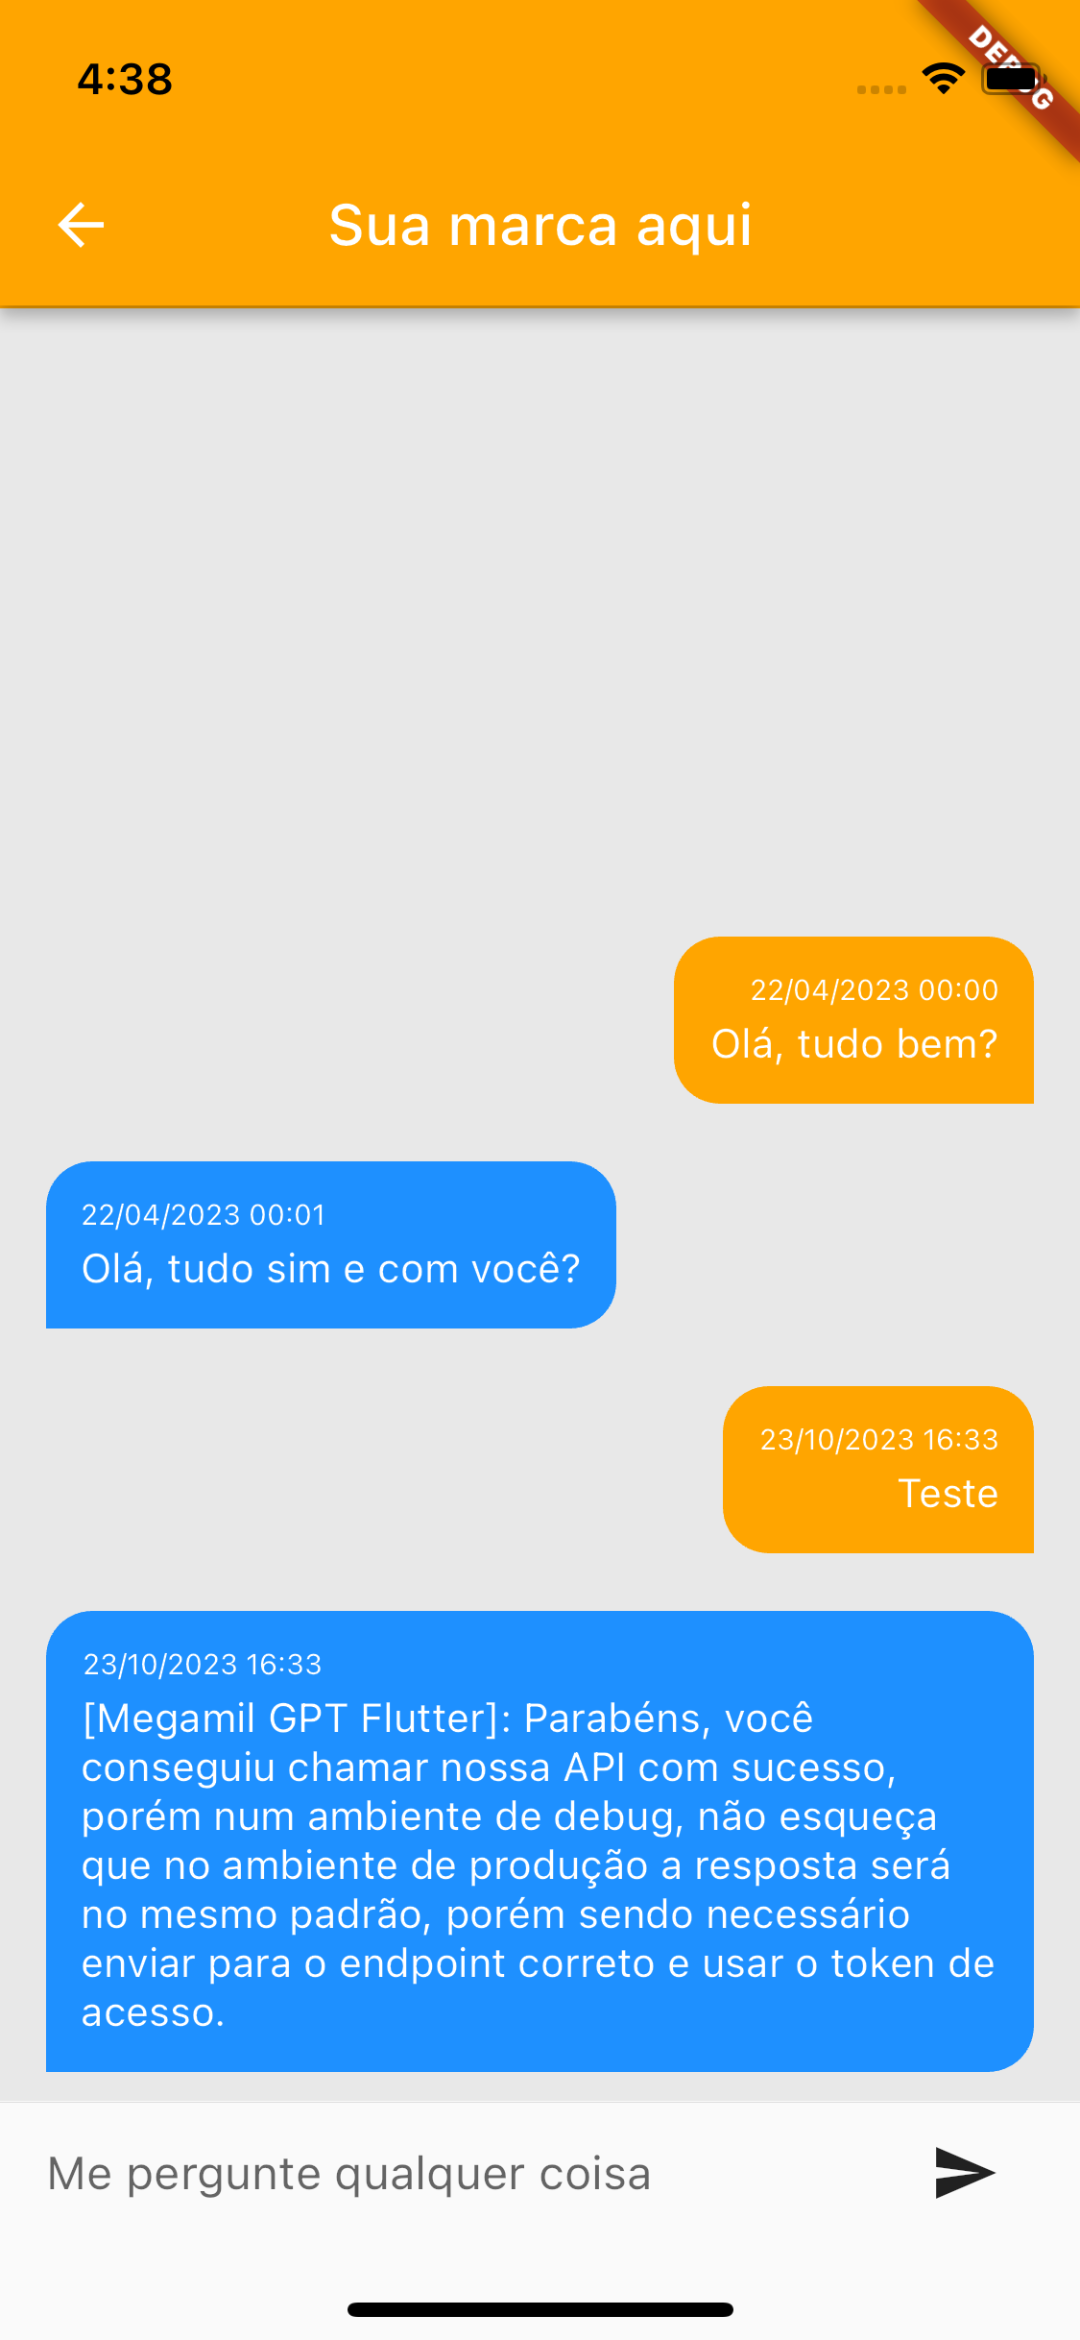 4:38
DEBUG
Sua marca aqui
22/04/2023 00:00
Olá, tudo bem?
22/04/2023 00:01
Olá, tudo sim e com você?
23/10/2023 16:33
Teste
23/10/2023 16:33
[Megamil GPT Flutter]: Parabéns, você
conseguiu chamar nossa API com sucesso,
porém num ambiente de debug, não esqueça
que no ambiente de produção a resposta será
no mesmo padrão, porém sendo necessário
enviar para o endpoint correto e usar o token de
acesso.
Me pergunte qualquer coisa